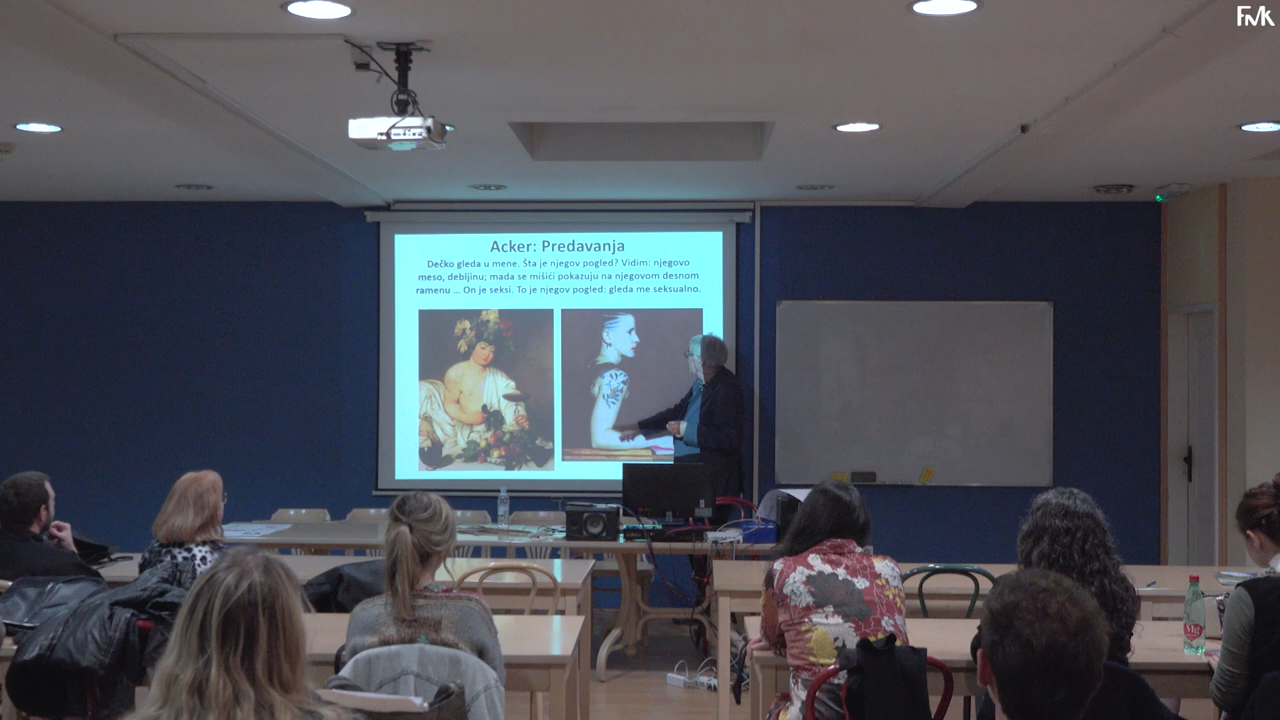 FMK
Acker: Predavanja
Dečko gleda u mene. Šta je njegov pogled? Vidim: njegovo
meso, debljinu; mada se mišići pokazuju na njegovom desnom
ramenu ... On je seksi. To je njegov pogled: gleda me seksualno.
Mg